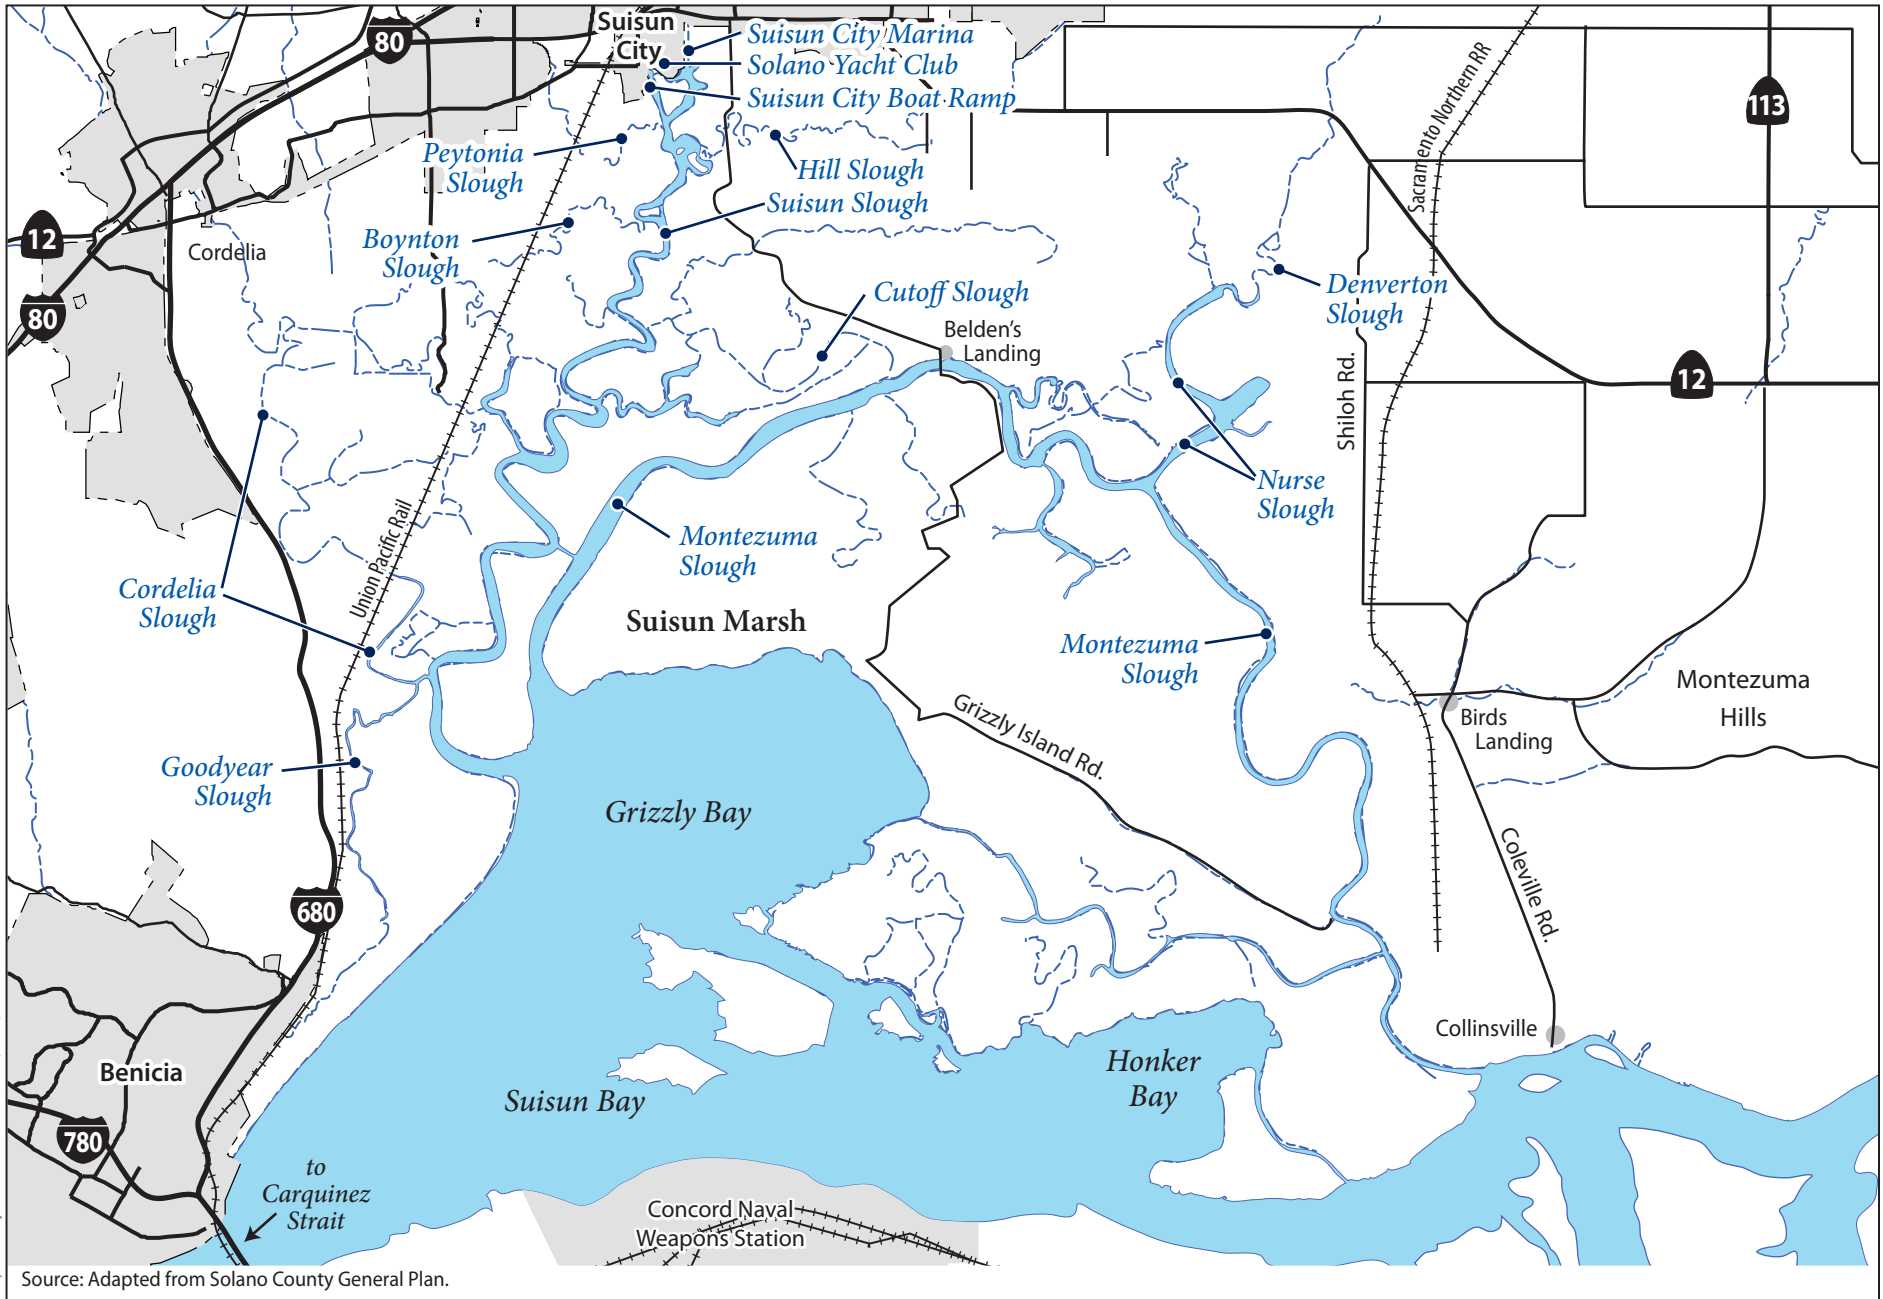 Suisun
City
80
Suisun City Marina
Solano Yacht Club
Suisun City Boat Ramp
113
Sacramento Northern RR
Peytonia
Slough
Hill Slough
Suisun Slough
12
Cordelia
Boynton
Slough
80
Cutoff Slough
Denverton
Slough
Belden's
Landing
Shiloh Rd.
12
Nurse
Slough
Union Pacific Rail
Montezuma
Slough
Cordelia
Slough
Suisun Marsh
Montezuma
Slough
Montezuma
Hills
Grizzly Island Rd.
Birds
Landing
Goodyear
Slough
Grizzly Bay
Coleville Rd.
680
Collinsville
Honker
Bay
Benicia
Suisun Bay
780
to
Carquinez
Strait
Concord Naval
Weapons Station
Source: Adapted from Solano County General Plan.